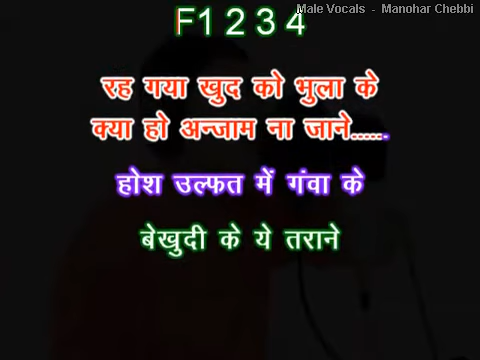 Male Vocals - Manohar Chebbi
F1 2 3 4
रह गया खुद को भुला के
क्या हो अन्जाम ना जाने......
होश उल्फत में गंवा के
बेखुदी के ये तराने